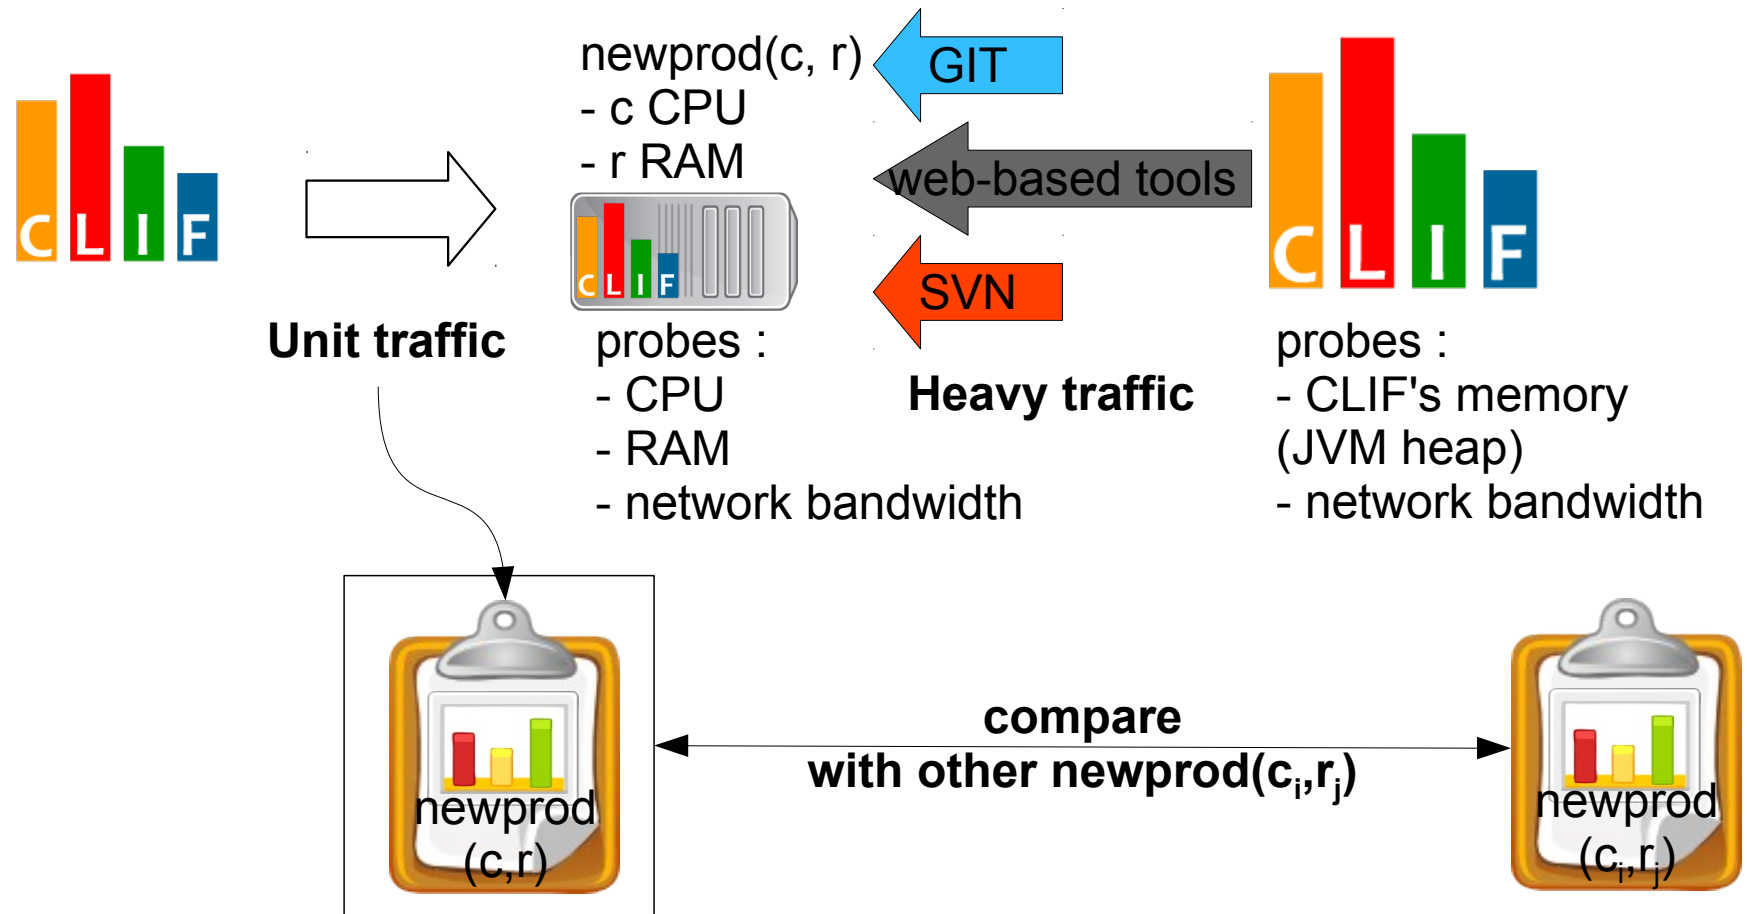 CLIF
Unit traffic
newprod(c, r)
- c CPU
- r RAM
CLIF
probes :
- CPU
- RAM
- network bandwidth
GIT
web-based tools
SVN
Heavy traffic
CLIF
probes :
- CLIF's memory
(JVM heap)
- network bandwidth
newprod
(c,r)
compare
with other newprod(ci,rj)
newprod
(ci,rj)